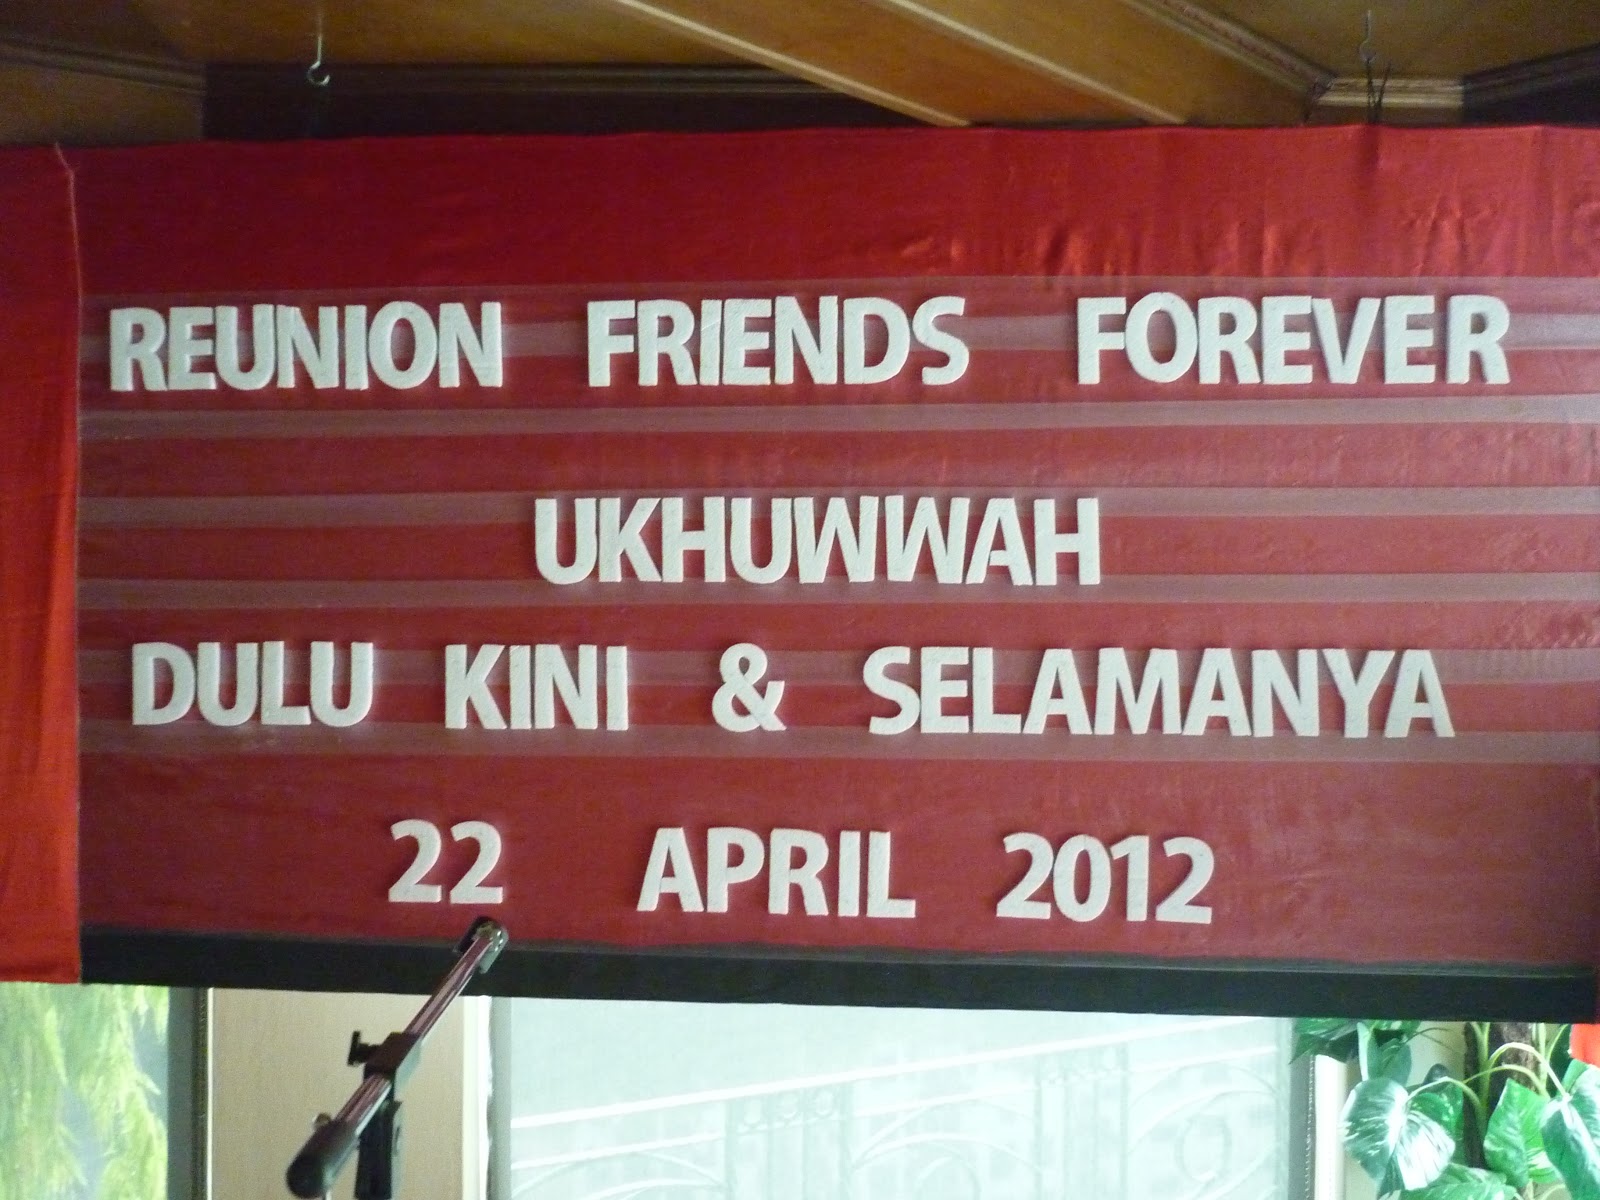 REUNION FRIENDS FOREVER
UKHUWWAH
DULU KINI & SELAMANYA
22 APRIL 2012